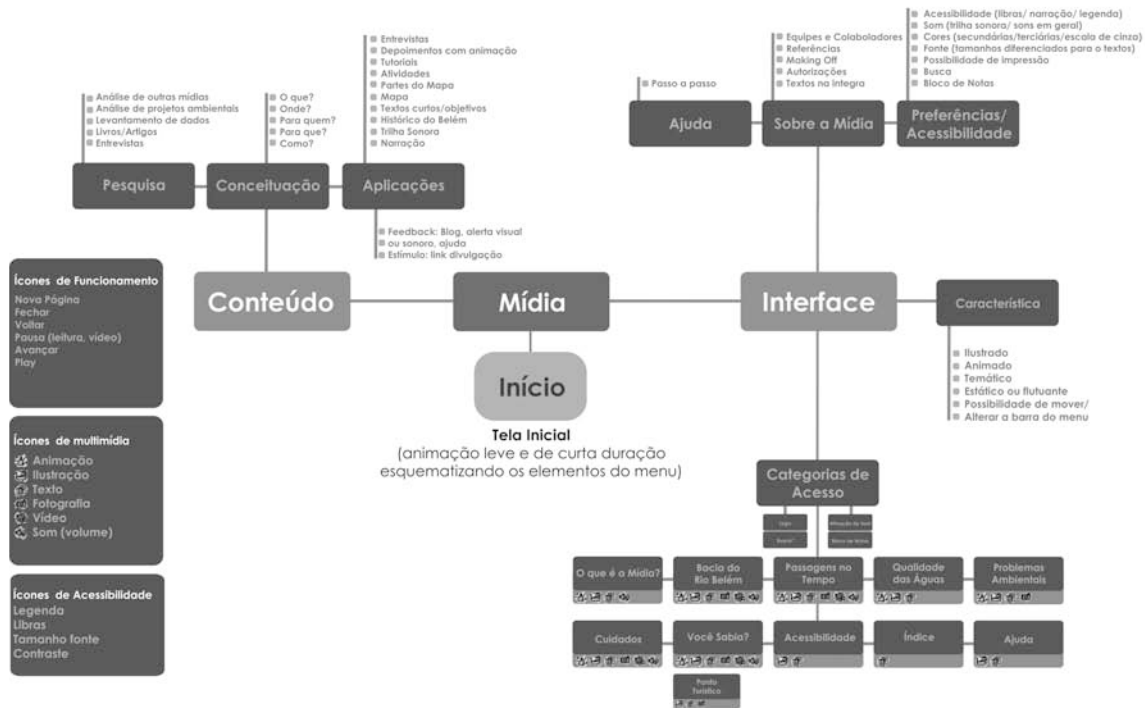 Entrevistas
Depoimentos com animação
Tutoriais
Atividades
Partes do Mapa
Mapa
Textos curtos/objetivos
Histórico do Belém
Trilha Sonora
Narração
Análise de outras mídias
Análise de projetos ambientais
Levantamento de dados
Livros/Artigos
Entrevistas
O que?
Onde?
Para quem?
Para que?
Como?
Pesquisa
Conceituação
Aplicações
Feedback: Blog, alerta visual
ou sonoro, ajuda
Estímulo: link divulgação
Passo a passo
Equipes e Colaboladores
Referências
Making Off
Autorizações
Textos na integra
Acessibilidade (libras/ narração/ legenda)
Som (trilha sonora/ sons em geral)
Cores (secundárias/terciárias/escala de cinza)
Fonte (tamanhos diferenciados para o textos)
Possibilidade de impressão
Busca
Bloco de Notas
Ajuda
Sobre a Mídia
Preferências/
Acessibilidade
Conteúdo
Mídia
Interface
Característica
Ilustrado
Animado
Temático
Estático ou flutuante
Possibilidade de mover/
Alterar a barra do menu
Início
Tela Inicial
(animação leve e de curta duração
esquematizando os elementos do menu)
Ícones de Funcionamento
Nova Página
Fechar
Voltar
Pausa (leitura, vídeo)
Avançar
Play
Ícones de multimídia
Animação
Ilustração
Texto
Fotografia
Vídeo
Som (volume)
Ícones de Acessibilidade
Legenda
Libras
Tamanho fonte
Contraste
Categorias de
Acesso
O que é a Mídia?
Bacia do
Rio Belém
Passagens no
Tempo
Qualidade
das Águas
Problemas
Ambientais
Cuidados
Você Sabia?
Acessibilidade
Índice
Ajuda
Ponto
Turístico